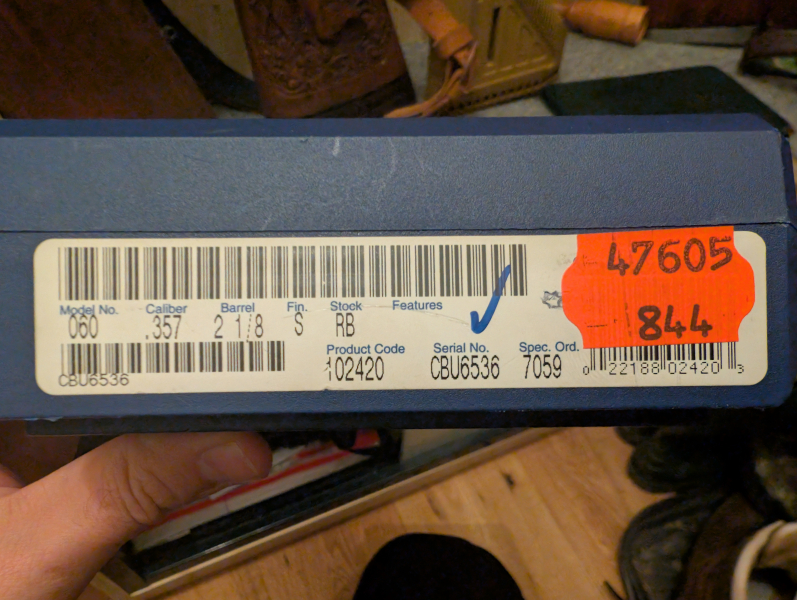 47605
844
Model No. Caliber Barrel Fin. Stock Features
060 .357 2 1/8 S RB
Product Code Serial No. Spec. Ord.
102420 CBU6536 7059
CBU6536
0 22188 02420 3